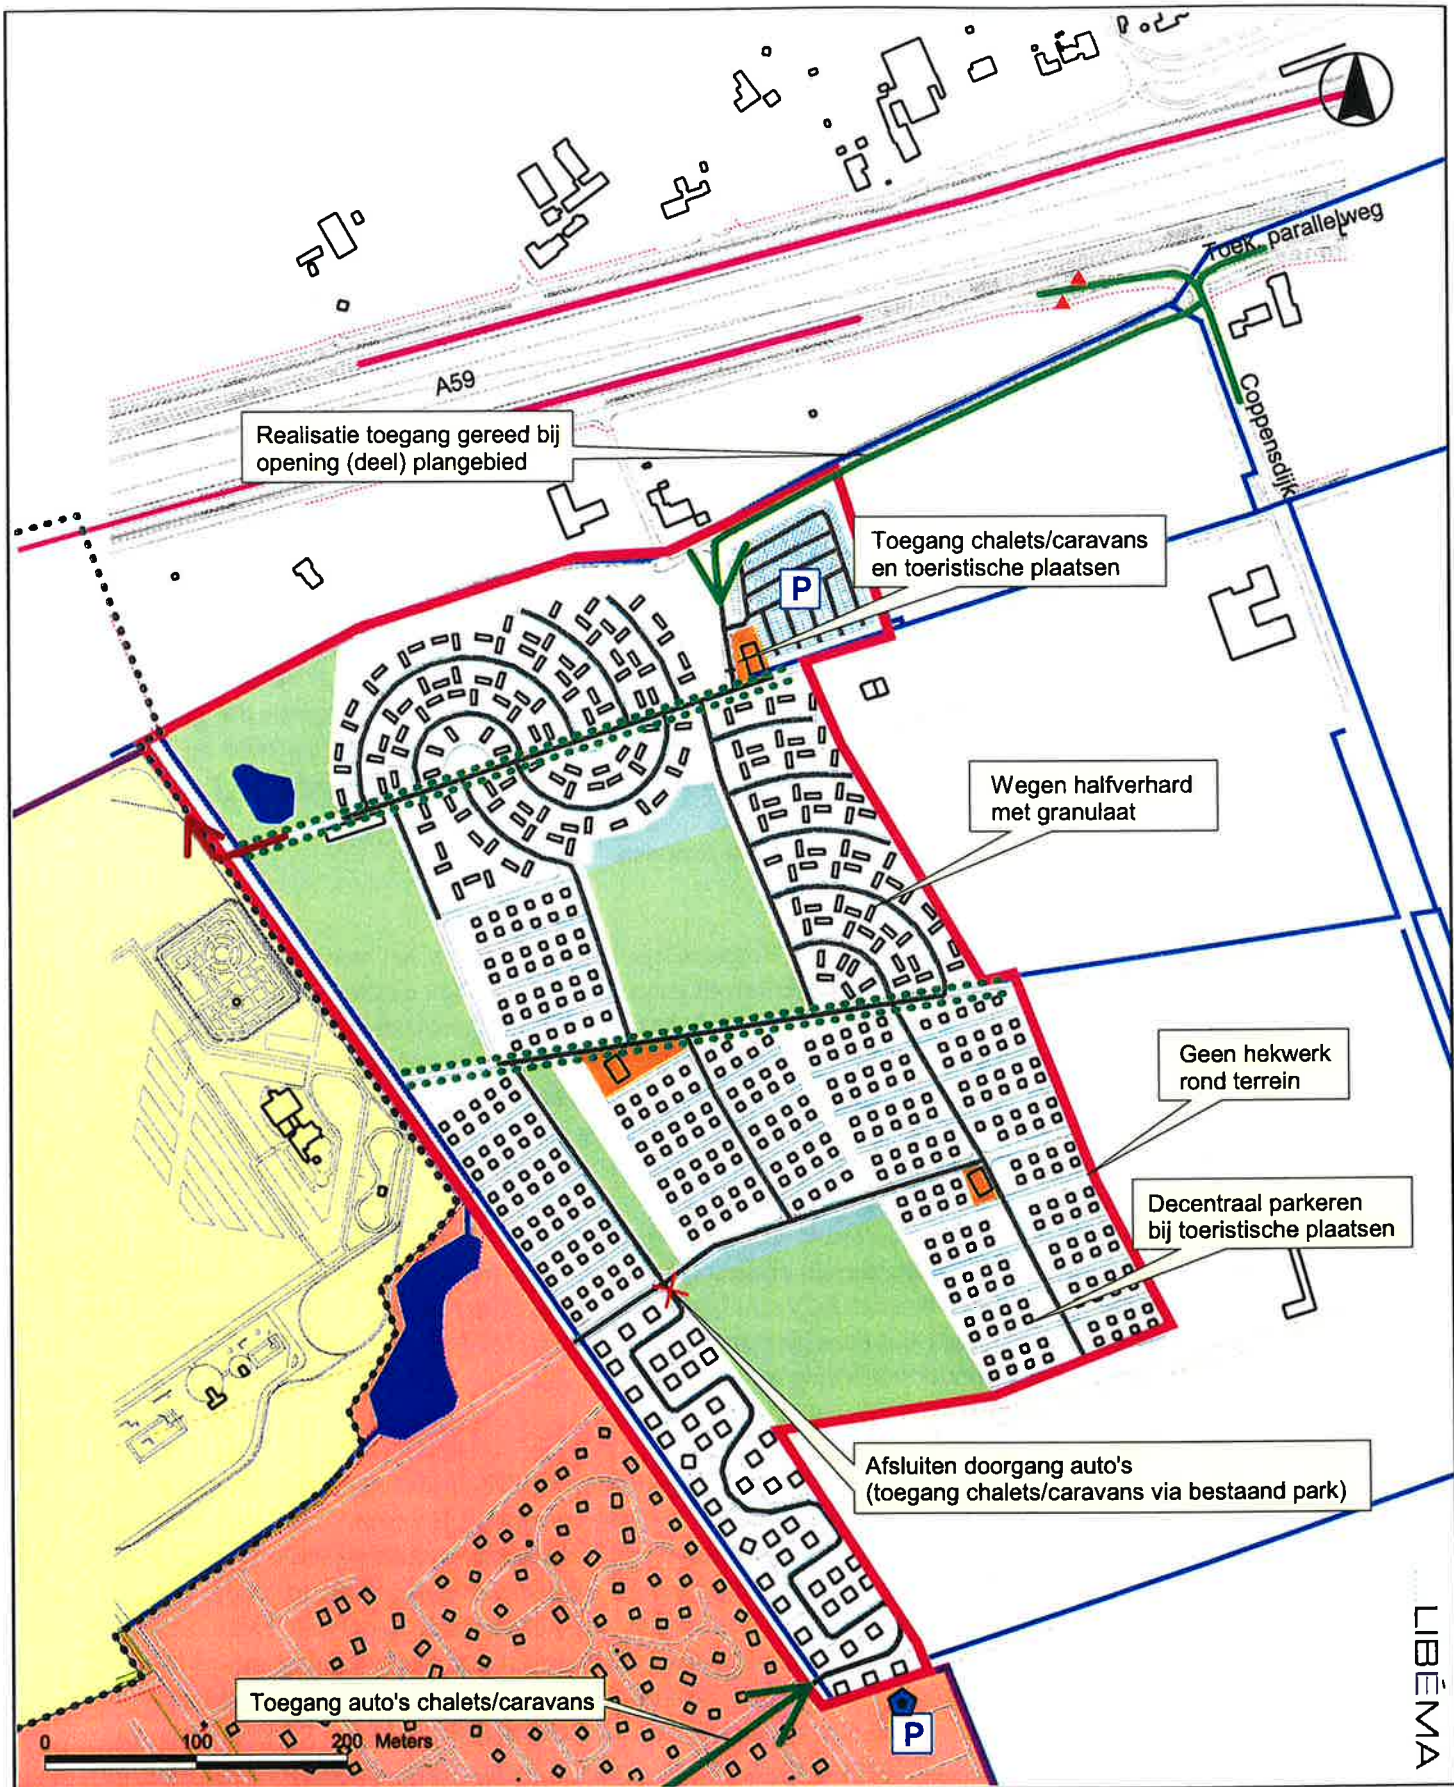 Toek. parallelweg
A59
Coppensdijk
Realisatie toegang gereed bij
opening (deel) plangebied
Toegang chalets/caravans
en toeristische plaatsen
P
Wegen halfverhard
met granulaat
Geen hekwerk
rond terrein
Decentraal parkeren
bij toeristische plaatsen
Afsluiten doorgang auto's
(toegang chalets/caravans via bestaand park)
Toegang auto's chalets/caravans
P
0 100 200 Meters
LIBÉMA